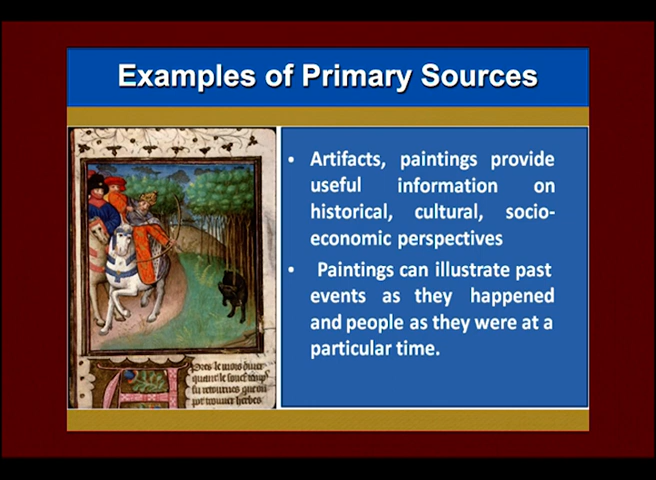 Examples of Primary Sources
• Artifacts, paintings provide
useful information on
historical, cultural, socio-
economic perspectives
• Paintings can illustrate past
events as they happened
and people as they were at a
particular time.